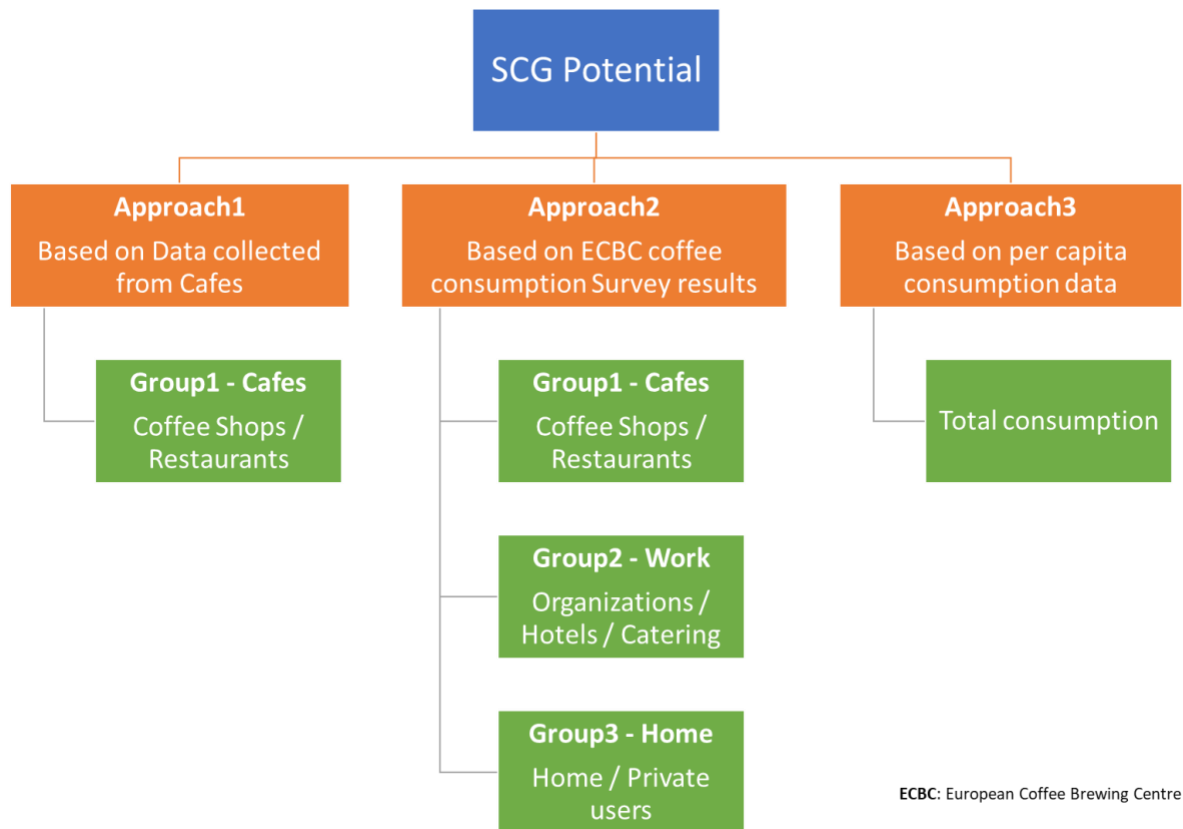 SCG Potential
Approach1
Based on Data collected
from Cafes
Approach2
Based on ECBC coffee
consumption Survey results
Approach3
Based on per capita
consumption data
Group1 - Cafes
Coffee Shops /
Restaurants
Group1 - Cafes
Coffee Shops /
Restaurants
Total consumption
Group2 - Work
Organizations /
Hotels / Catering
Group3 - Home
Home / Private
users
ECBC: European Coffee Brewing Centre